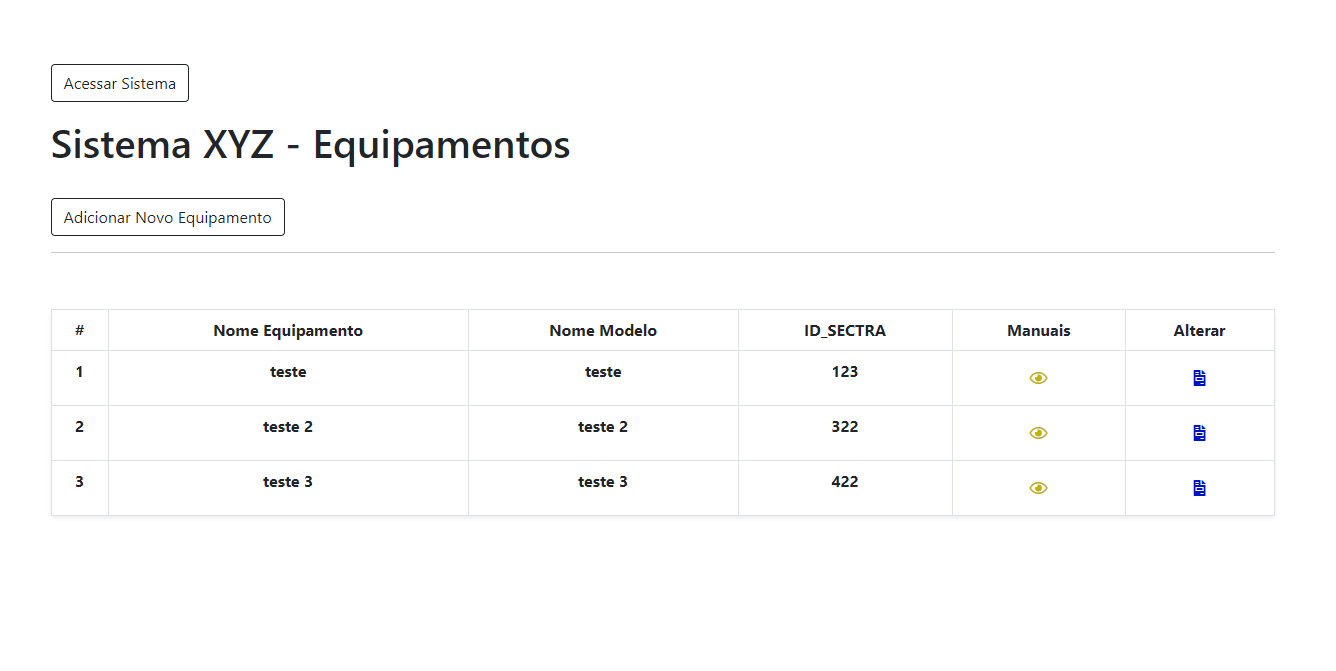 Acessar Sistema
Sistema XYZ - Equipamentos
Adicionar Novo Equipamento
# Nome Equipamento Nome Modelo ID_SECTRA Manuais Alterar
1 teste teste 123
2 teste 2 teste 2 322
3 teste 3 teste 3 422